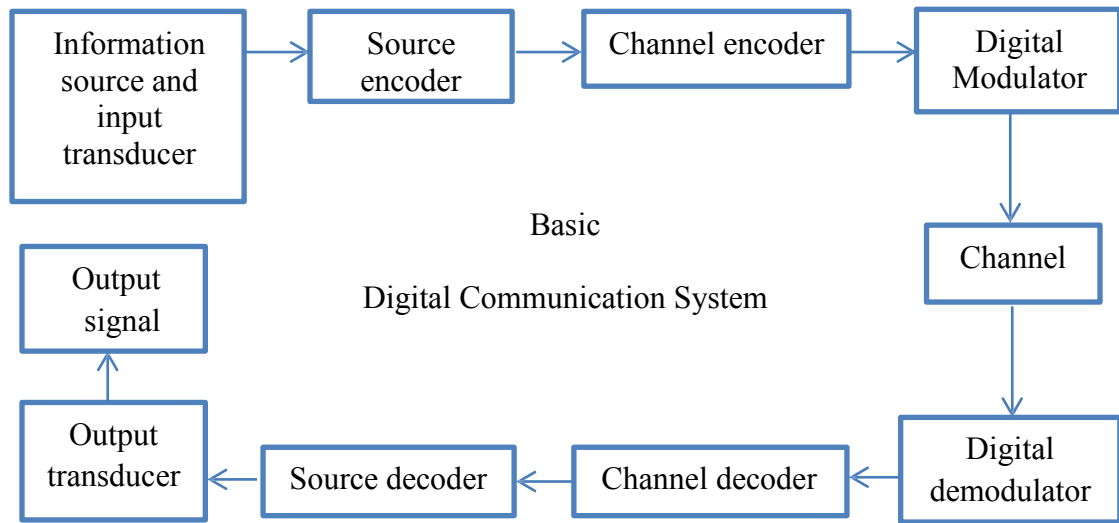 Information
source and
input
transducer
Source
encoder
Channel encoder
Digital
Modulator
Basic
Digital Communication System
Channel
Output
signal
Output
transducer
Source decoder
Channel decoder
Digital
demodulator